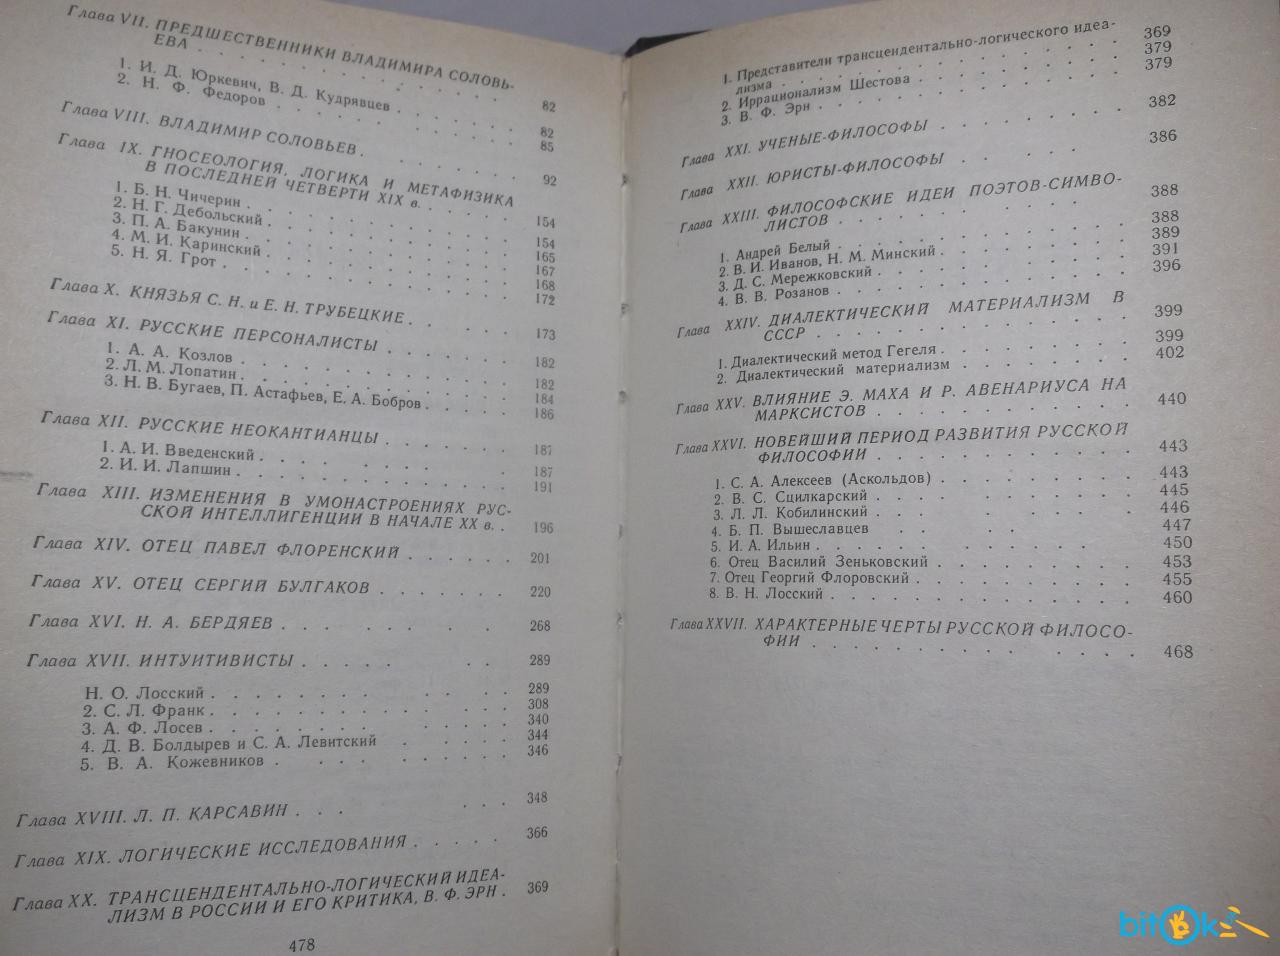 Глава VII. ПРЕДШЕСТВЕННИКИ ВЛАДИМИРА СОЛОВЬ-
ЕВА . . . . . . . . . . 82
1. И. Д. Юркевич, В. Д. Кудрявцев . . . . . 82
2. Н. Ф. Федоров . . . . . . . . 85
Глава VIII. ВЛАДИМИР СОЛОВЬЕВ . . . . . . 92
Глава IX. ГНОСЕОЛОГИЯ, ЛОГИКА И МЕТАФИЗИКА
В ПОСЛЕДНЕЙ ЧЕТВЕРТИ XIX в. . . . . 154
1. Б. Н. Чичерин . . . . . . . . 154
2. Н. Г. Дебольский . . . . . . . . 165
3. П. А. Бакунин . . . . . . . . 167
4. М. И. Каринский . . . . . . . . 168
5. Н. Я. Грот . . . . . . . . 172
Глава X. КНЯЗЬЯ С. Н. и Е. Н. ТРУБЕЦКИЕ . . . . . 173
Глава XI. РУССКИЕ ПЕРСОНАЛИСТЫ . . . . . 182
1. А. А. Козлов . . . . . . . . 182
2. Л. М. Лопатин . . . . . . . . 184
3. Н. В. Бугаев, П. Астафьев, Е. А. Бобров . . . . 186
Глава XII. РУССКИЕ НЕОКАНТИАНЦЫ . . . . . 187
1. А. И. Введенский . . . . . . . 187
2. И. И. Лапшин . . . . . . . . 191
Глава XIII. ИЗМЕНЕНИЯ В УМОНАСТРОЕНИЯХ РУС-
СКОЙ ИНТЕЛЛИГЕНЦИИ В НАЧАЛЕ XX в. . 196
Глава XIV. ОТЕЦ ПАВЕЛ ФЛОРЕНСКИЙ . . . . . 201
Глава XV. ОТЕЦ СЕРГИЙ БУЛГАКОВ . . . . . . 220
Глава XVI. Н. А. БЕРДЯЕВ . . . . . . 268
Глава XVII. ИНТУИТИВИСТЫ . . . . . . 289
Н. О. Лосский . . . . . . . . 289
2. С. Л. Франк . . . . . . . . 308
3. А. Ф. Лосев . . . . . . . . 340
4. Д. В. Болдырев и С. А. Левитский . . . . . 344
5. В. А. Кожевников . . . . . . . 346
Глава XVIII. Л. П. КАРСАВИН . . . . . . 348
Глава XIX. ЛОГИЧЕСКИЕ ИССЛЕДОВАНИЯ . . . . . 366
Глава XX. ТРАНСЦЕНДЕНТАЛЬНО-ЛОГИЧЕСКИЙ ИДЕА-
ЛИЗМ В РОССИИ И ЕГО КРИТИКА, В. Ф. ЭРН . 369
478
1. Представители трансцендентально-логического идеа-
лизма . . . . . . . . . . 369
2. Иррационализм Шестова . . . . . . . 379
3. В. Ф. Эрн . . . . . . . . 379
Глава XXI. УЧЕНЫЕ-ФИЛОСОФЫ . . . . . . . 382
Глава XXII. ЮРИСТЫ-ФИЛОСОФЫ . . . . 386
Глава XXIII. ФИЛОСОФСКИЕ ИДЕИ ПОЭТОВ-СИМВО-
ЛИСТОВ . . . . . . . . 388
1. Андрей Белый . . . . . . . . 388
2. В. И. Иванов, Н. М. Минский . . . . . . 389
3. Д. С. Мережковский . . . . . . . 391
4. В. В. Розанов . . . . . . . . 396
Глава XXIV. ДИАЛЕКТИЧЕСКИЙ МАТЕРИАЛИЗМ В
СССР . . . . . . . . . . 399
1. Диалектический метод Гегеля . . . . . . 399
2. Диалектический материализм . . . . . . 402
Глава XXV. ВЛИЯНИЕ Э. МАХА И Р. АВЕНАРИУСА НА
МАРКСИСТОВ . . . . . . . . 440
Глава XXVI. НОВЕЙШИЙ ПЕРИОД РАЗВИТИЯ РУССКОЙ
ФИЛОСОФИИ . . . . . . . . 443
1. С. А. Алексеев (Аскольдов) . . . . . . . 443
2. В. С. Сцилкарский . . . . . . . . 445
3. Л. Л. Кобилинский . . . . . . . . 446
4. Б. П. Вышеславцев . . . . 447
5. И. А. Ильин . . . . . . . . 450
6. Отец Василий Зеньковский . . . . . . . 453
7. Отец Георгий Флоровский . . . . . . . 455
8. В. Н. Лосский . . . . . . . . . 460
Глава XXVII. ХАРАКТЕРНЫЕ ЧЕРТЫ РУССКОЙ ФИЛОСО-
ФИИ . . . . . . . . . . 468
bitok